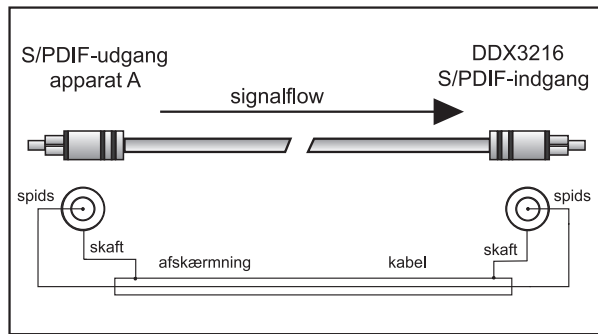 S/PDIF-udgang
apparat A
DDX3216
S/PDIF-indgang
signalflow
spids
spids
skaft
skaft
afskærmning
kabel